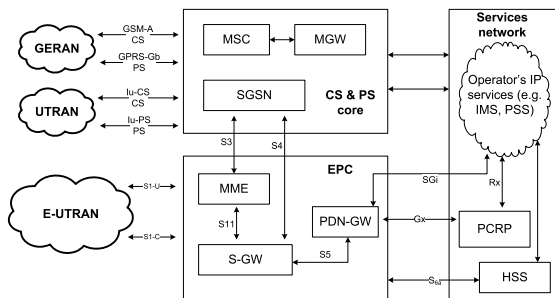 GSM-A
CS
GERAN
GPRS-Gb
PS
Iu-CS
CS
UTRAN
Iu-PS
PS
MSC
MGW
SGSN
CS & PS
core
Services
network
Operator's IP
services (e.g.
IMS, PSS)
S3
S4
EPC
E-UTRAN
S1-U
S1-C
MME
S11
S-GW
S5
PDN-GW
SGi
Rx
Gx
PCRP
S6a
HSS